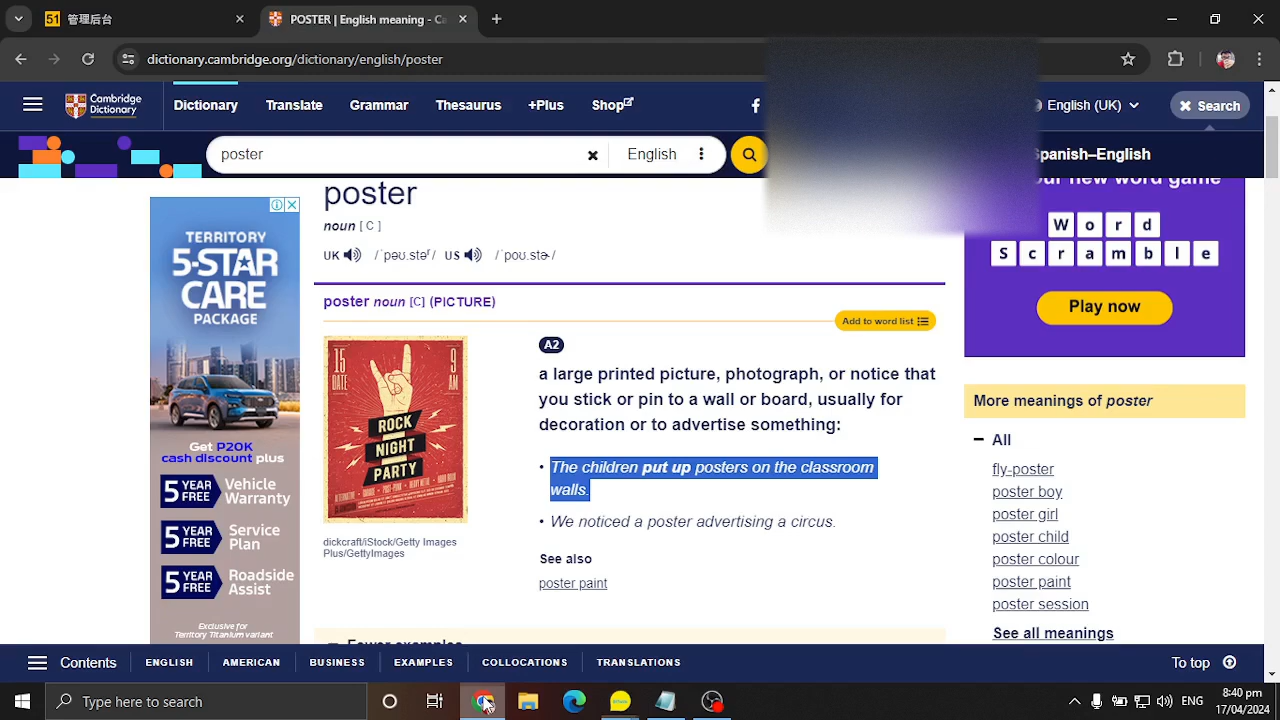 51 管理后台
POSTER | English meaning - Ca
dictionary.cambridge.org/dictionary/english/poster
Cambridge
Dictionary
Dictionary
Translate
Grammar
Thesaurus
+Plus
Shop
English (UK)
Search
poster
English
Spanish–English
our new word game
W o r d
S c r a m b l e
Play now
poster
noun [ C ]
UK /ˈpəʊ.stəʳ/ US /ˈpoʊ.stɚ/
poster noun [C] (PICTURE)
Add to word list
A2
a large printed picture, photograph, or notice that
you stick or pin to a wall or board, usually for
decoration or to advertise something:
• The children put up posters on the classroom
walls.
• We noticed a poster advertising a circus.
See also
poster paint
Fewer examples
15
DATE
9
AM
ROCK
NIGHT
PARTY
dickcraft/iStock/Getty Images
Plus/GettyImages
TERRITORY
5-STAR
CARE
PACKAGE
Get P20K
cash discount plus
5 YEAR FREE Vehicle Warranty
5 YEAR FREE Service Plan
5 YEAR FREE Roadside Assist
Exclusive for
Territory Titanium variant
More meanings of poster
All
fly-poster
poster boy
poster girl
poster child
poster colour
poster paint
poster session
See all meanings
Contents
ENGLISH
AMERICAN
BUSINESS
EXAMPLES
COLLOCATIONS
TRANSLATIONS
To top
Type here to search
ENG
8:40 pm
17/04/2024